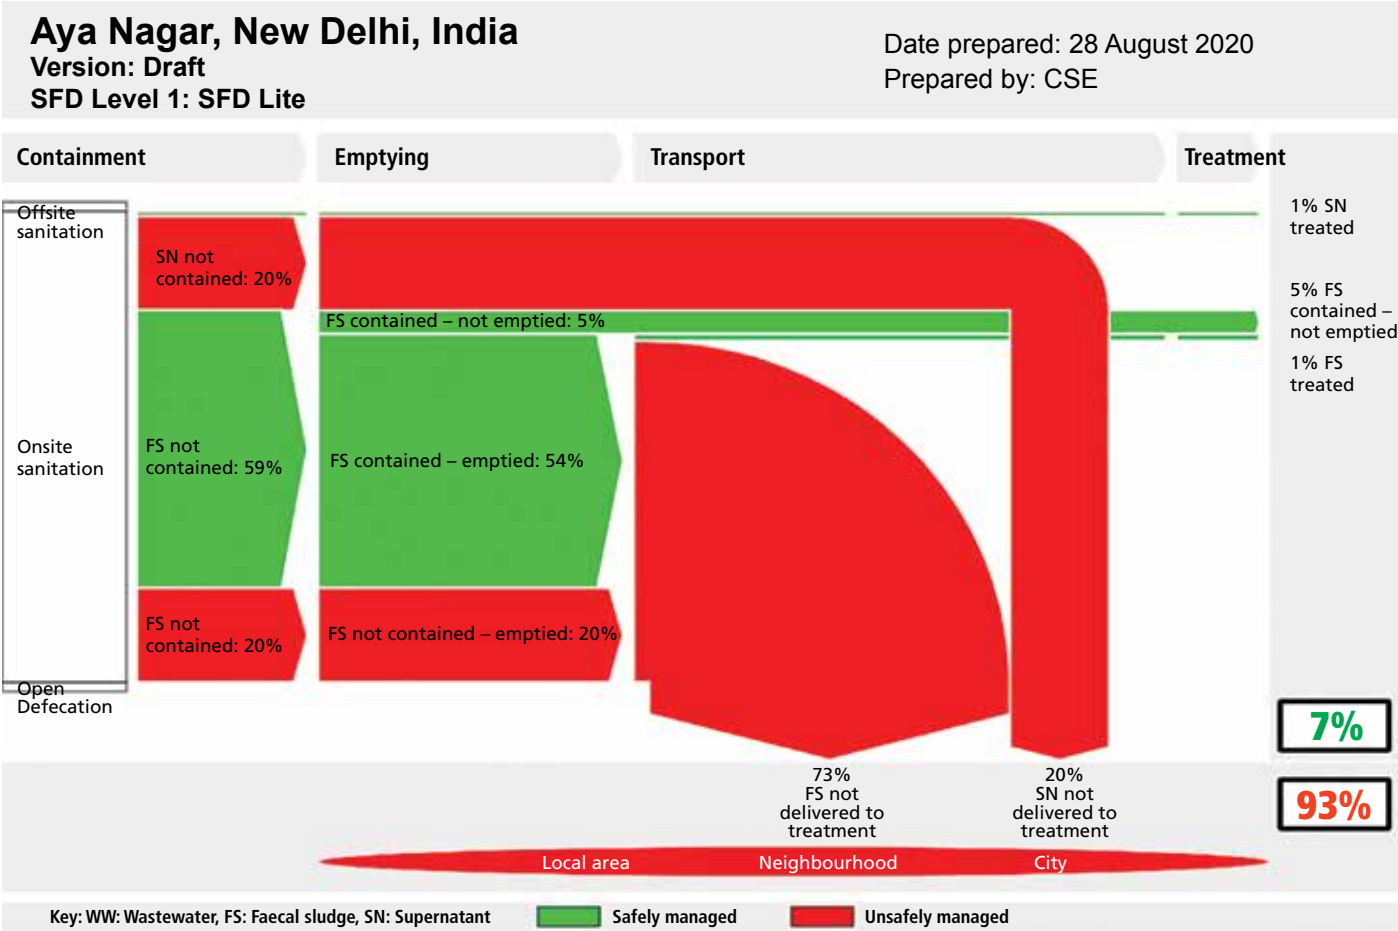 Aya Nagar, New Delhi, India
Version: Draft
SFD Level 1: SFD Lite
Date prepared: 28 August 2020
Prepared by: CSE
Containment
Emptying
Transport
Treatment
Offsite
sanitation
SN not
contained: 20%
1% SN
treated
FS contained – not emptied: 5%
5% FS
contained –
not emptied
1% FS
treated
Onsite
sanitation
FS not
contained: 59%
FS contained – emptied: 54%
FS not
contained: 20%
FS not contained – emptied: 20%
Open
Defecation
7%
73%
FS not
delivered to
treatment
20%
SN not
delivered to
treatment
93%
Local area
Neighbourhood
City
Key: WW: Wastewater, FS: Faecal sludge, SN: Supernatant
Safely managed
Unsafely managed